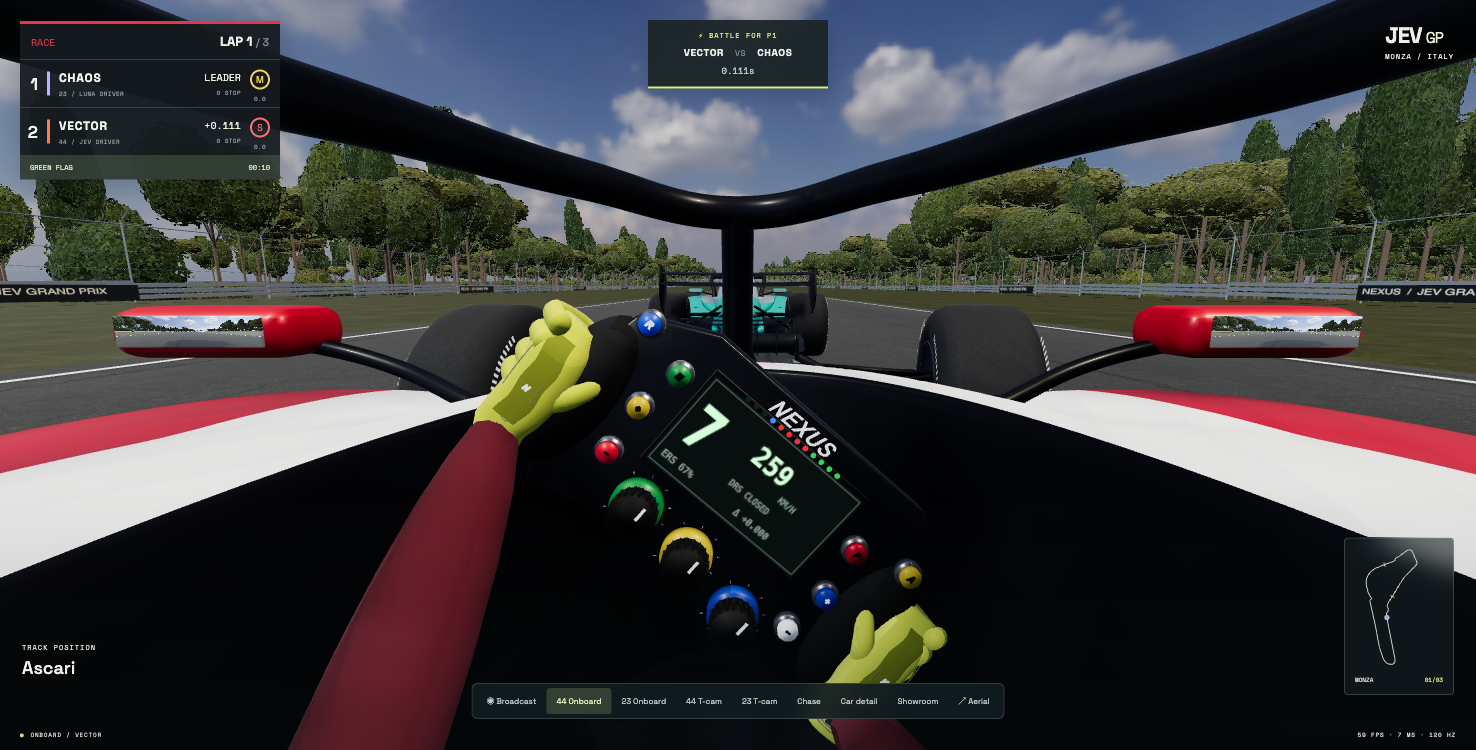 RACE LAP 1 / 3
1 CHAOS LEADER M
23 / LUNA DRIVER 0 STOP 0.0
2 VECTOR +0.111 S
44 / JEV DRIVER 0 STOP 0.0
GREEN FLAG 00:10
⚡ BATTLE FOR P1
VECTOR VS CHAOS
0.111s
JEV GP
MONZA / ITALY
JEV GRAND PRIX
NEXUS / JEV GRA
R
N
NEXUS
7
259
KM/H
ERS 67%
DRS CLOSED
Δ +0.000
TRACK POSITION
Ascari
MONZA 01/03
Broadcast 44 Onboard 23 Onboard 44 T-cam 23 T-cam Chase Car detail Showroom Aerial
ONBOARD / VECTOR
59 FPS · 7 MS · 120 HZ